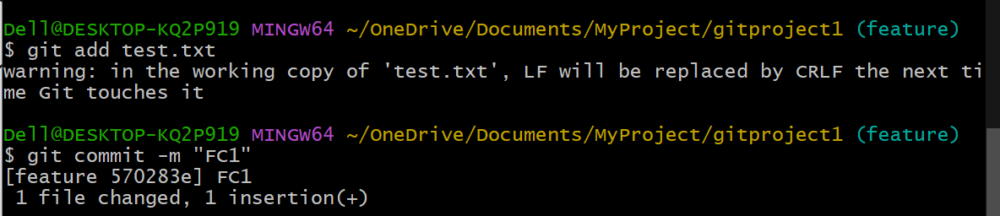 Dell@DESKTOP-KQ2P919 MINGW64 ~/OneDrive/Documents/MyProject/gitproject1 (feature)
$ git add test.txt
warning: in the working copy of 'test.txt', LF will be replaced by CRLF the next ti
me Git touches it
Dell@DESKTOP-KQ2P919 MINGW64 ~/OneDrive/Documents/MyProject/gitproject1 (feature)
$ git commit -m "FC1"
[feature 570283e] FC1
 1 file changed, 1 insertion(+)